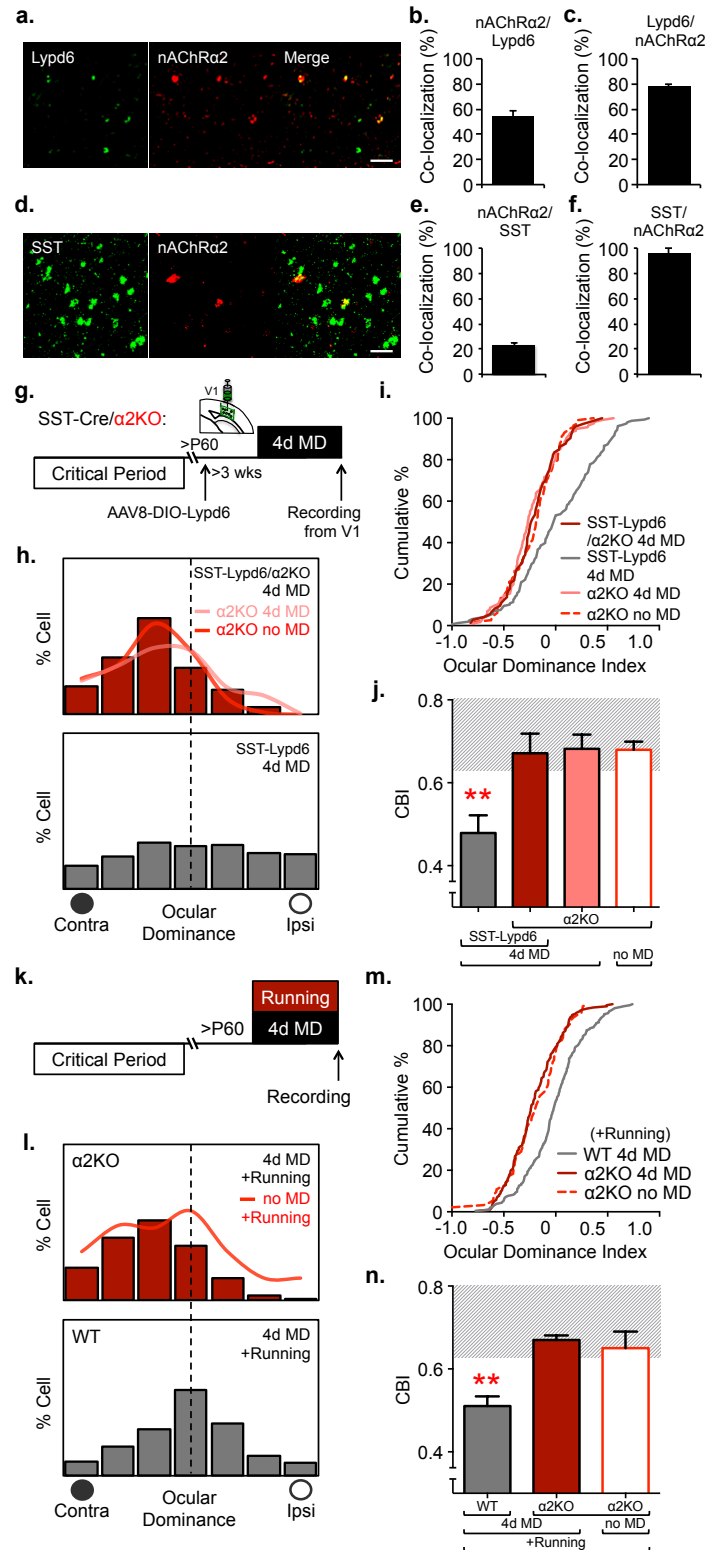 a.
Lypd6
nAChRα2
Merge
b.
nAChRα2/
Lypd6
Co-localization (%)
100
80
60
40
20
0
c.
Lypd6/
nAChRα2
Co-localization (%)
100
80
60
40
20
0
d.
SST
nAChRα2
e.
nAChRα2/
SST
Co-localization (%)
100
80
60
40
20
0
f.
SST/
nAChRα2
Co-localization (%)
100
80
60
40
20
0
g.
V1
SST-Cre/α2KO:
>P60
4d MD
Critical Period
>3 wks
AAV8-DIO-Lypd6
Recording
from V1
h.
SST-Lypd6/α2KO
4d MD
α2KO 4d MD
α2KO no MD
% Cell
SST-Lypd6
4d MD
% Cell
Contra
Ocular
Dominance
Ipsi
i.
Cumulative %
100
80
60
40
20
0
SST-Lypd6
/α2KO 4d MD
SST-Lypd6
4d MD
α2KO 4d MD
α2KO no MD
-1.0 -0.5 0 0.5 1.0
Ocular Dominance Index
j.
CBI
0.8
0.6
0.4
**
α2KO
SST-Lypd6
4d MD
no MD
k.
Running
>P60
4d MD
Critical Period
Recording
l.
α2KO
4d MD
+Running
no MD
+Running
% Cell
WT
4d MD
+Running
% Cell
Contra
Ocular
Dominance
Ipsi
m.
Cumulative %
100
80
60
40
20
0
(+Running)
WT 4d MD
α2KO 4d MD
α2KO no MD
-1.0 -0.5 0 0.5 1.0
Ocular Dominance Index
n.
CBI
0.8
0.6
0.4
**
WT α2KO α2KO
4d MD no MD
+Running